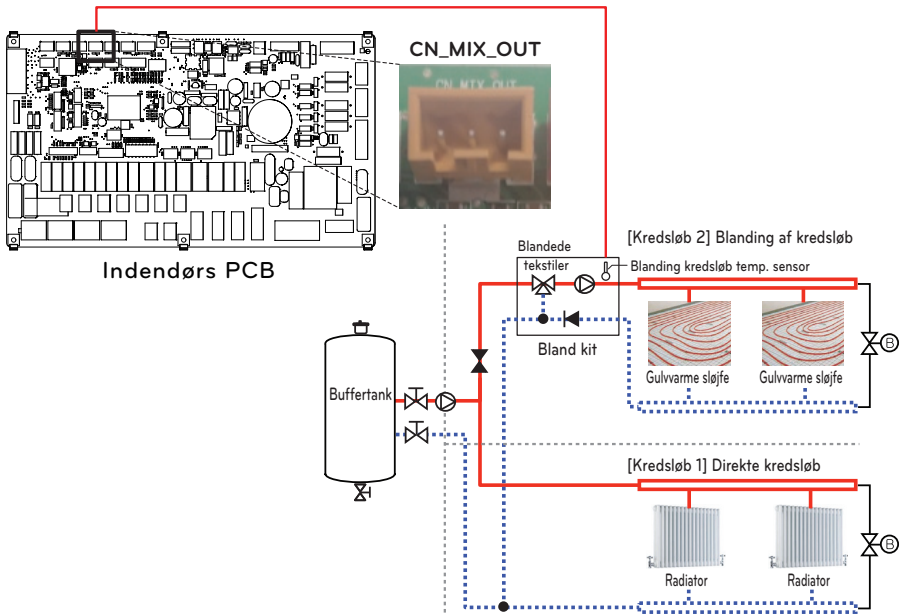 CN_MIX_OUT
CN_MIX_OUT
Indendørs PCB
[Kredsløb 2] Blanding af kredsløb
Blandede
tekstiler
Blanding kredsløb temp. sensor
Bland kit
B
Gulvvarme sløjfe
Gulvvarme sløjfe
Buffertank
[Kredsløb 1] Direkte kredsløb
B
Radiator
Radiator